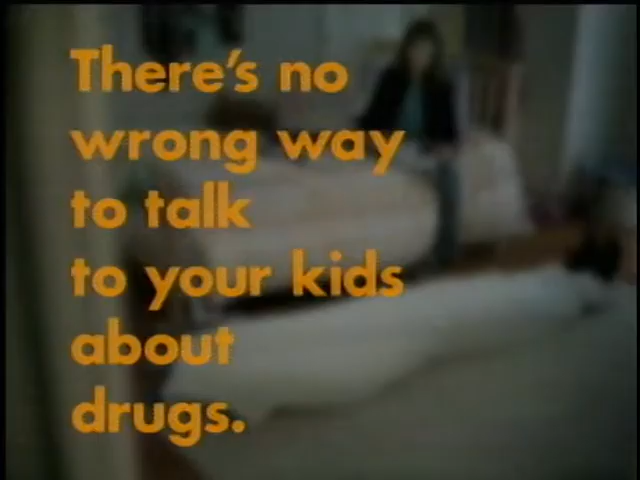 There's no
wrong way
to talk
to your kids
about
drugs.